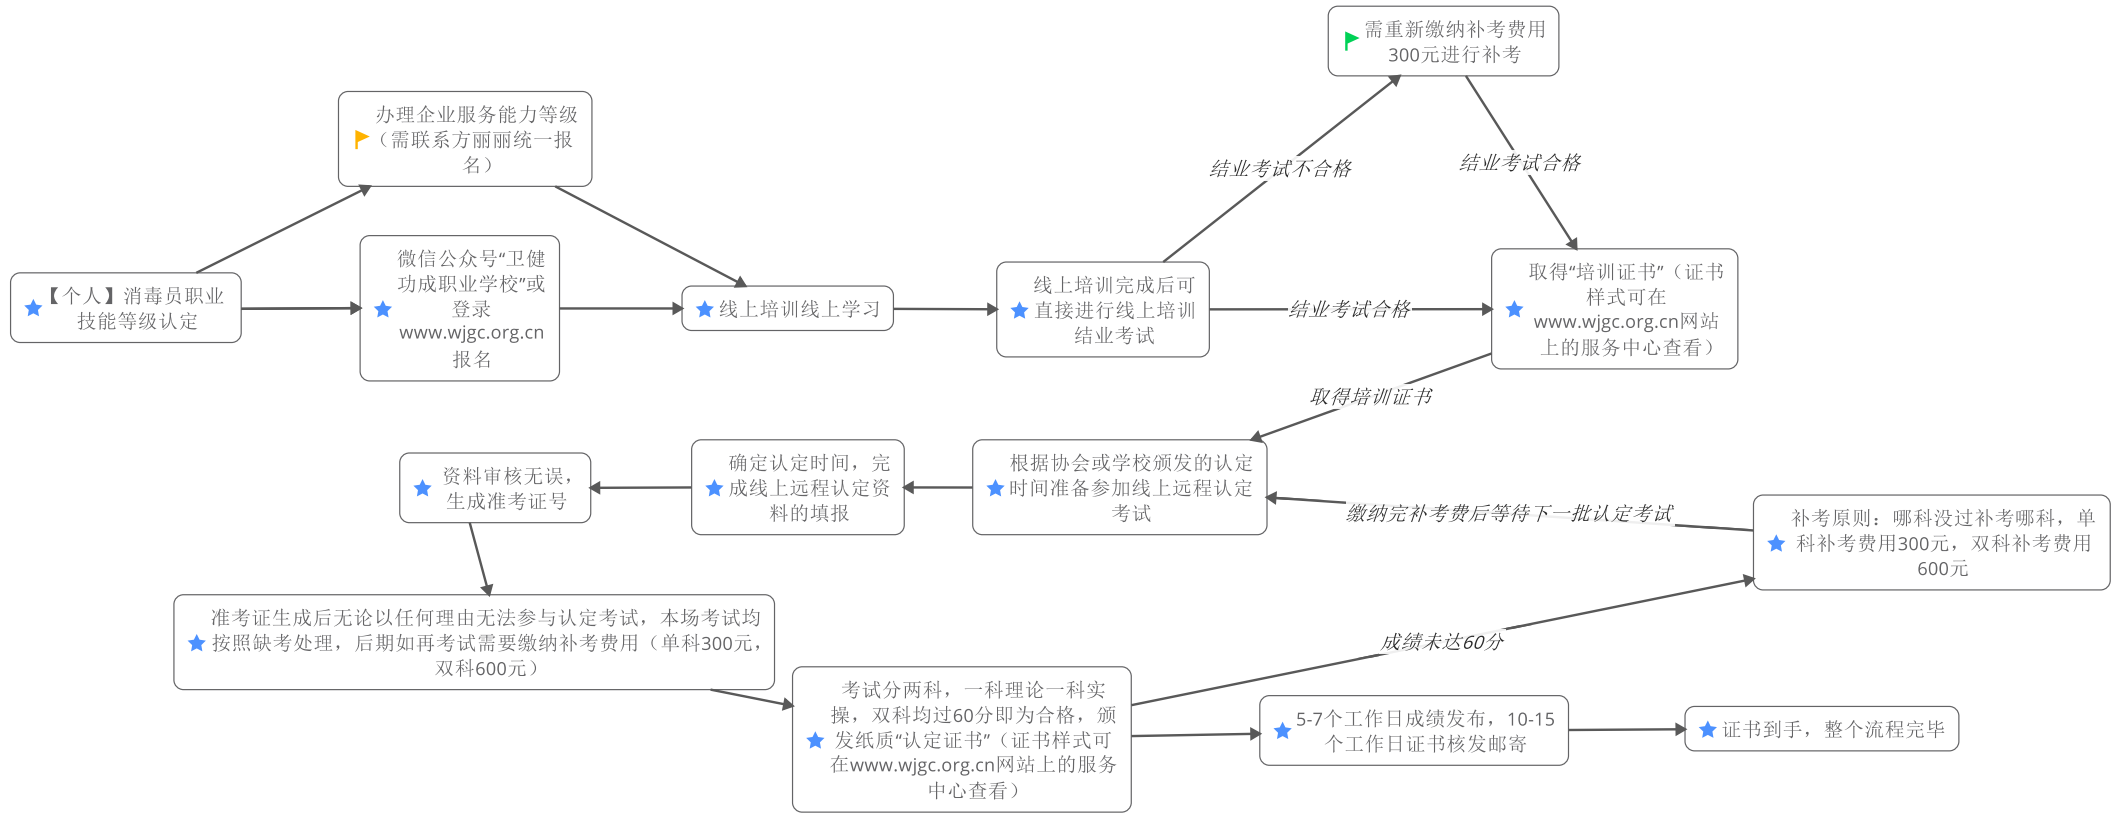 【个人】消毒员职业
技能等级认定
办理企业服务能力等级
（需联系方丽丽统一报
名）
微信公众号“卫健
功成职业学校”或
登录
www.wjgc.org.cn
报名
线上培训线上学习
线上培训完成后可
直接进行线上培训
结业考试
结业考试不合格
需重新缴纳补考费用
300元进行补考
结业考试合格
结业考试合格
取得“培训证书”（证书
样式可在
www.wjgc.org.cn网站
上的服务中心查看）
取得培训证书
根据协会或学校颁发的认定
时间准备参加线上远程认定
考试
确定认定时间，完
成线上远程认定资
料的填报
资料审核无误，
生成准考证号
准考证生成后无论以任何理由无法参与认定考试，本场考试均
按照缺考处理，后期如再考试需要缴纳补考费用（单科300元，
双科600元）
考试分两科，一科理论一科实
操，双科均过60分即为合格，颁
发纸质“认定证书”（证书样式可
在www.wjgc.org.cn网站上的服务
中心查看）
成绩未达60分
补考原则：哪科没过补考哪科，单
科补考费用300元，双科补考费用
600元
缴纳完补考费后等待下一批认定考试
5-7个工作日成绩发布，10-15
个工作日证书核发邮寄
证书到手，整个流程完毕